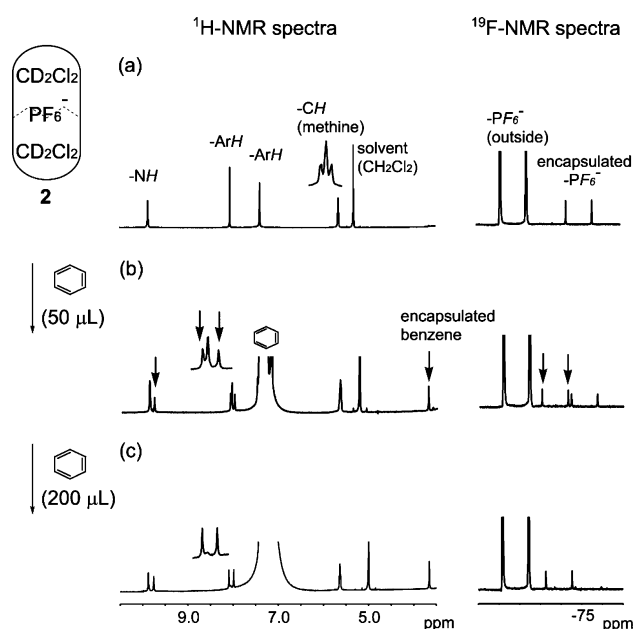 ¹H-NMR spectra
¹⁹F-NMR spectra
(a)
CD₂Cl₂
PF₆⁻
CD₂Cl₂
2
-NH
-ArH
-ArH
-CH
(methine)
solvent
(CH₂Cl₂)
-PF₆⁻
(outside)
encapsulated
-PF₆⁻
(b)
(50 μL)
encapsulated
benzene
(c)
(200 μL)
9.0 7.0 5.0 ppm
-75 ppm